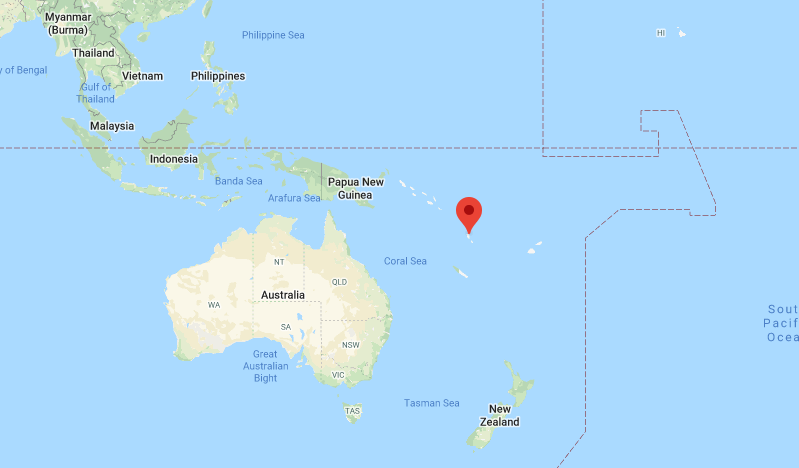 Myanmar
(Burma)
Philippine Sea
HI
Thailand
y of Bengal
Vietnam
Philippines
Gulf of
Thailand
Malaysia
Indonesia
Banda Sea
Papua New
Guinea
Arafura Sea
Coral Sea
NT
QLD
WA
Australia
SA
NSW
Sout
Pacif
Ocea
Great
Australian
Bight
VIC
TAS
Tasman Sea
New
Zealand